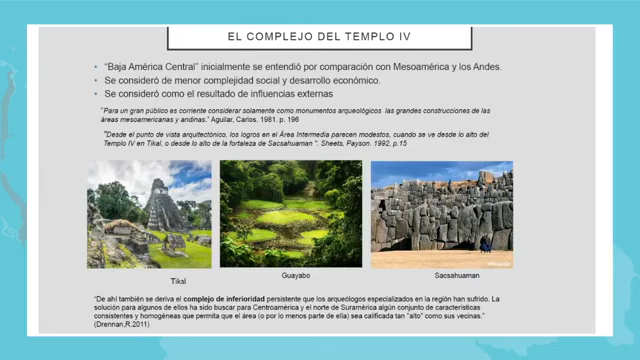 EL COMPLEJO DEL TEMPLO IV
• "Baja América Central" inicialmente se entendió por comparación con Mesoamérica y los Andes.
• Se consideró de menor complejidad social y desarrollo económico.
• Se consideró como el resultado de influencias externas
"Para un gran público es corriente considerar solamente como monumentos arqueológicos las grandes construcciones de las
áreas mesoamericanas y andinas." Aguilar, Carlos. 1981. p. 196
"Desde el punto de vista arquitectónico, los logros en el Área Intermedia parecen modestos, cuando se ve desde lo alto del
Templo IV en Tikal, o desde lo alto de la fortaleza de Sacsahuaman ". Sheets, Payson. 1992, p.15
Tikal
Guayabo
Sacsahuaman
"De ahí también se deriva el complejo de inferioridad persistente que los arqueólogos especializados en la región han sufrido. La
solución para algunos de ellos ha sido buscar para Centroamérica y el norte de Suramérica algún conjunto de características
consistentes y homogéneas que permita que el área (o por lo menos parte de ella) sea calificada tan "alto" como sus vecinas."
(Drennan,R.2011)